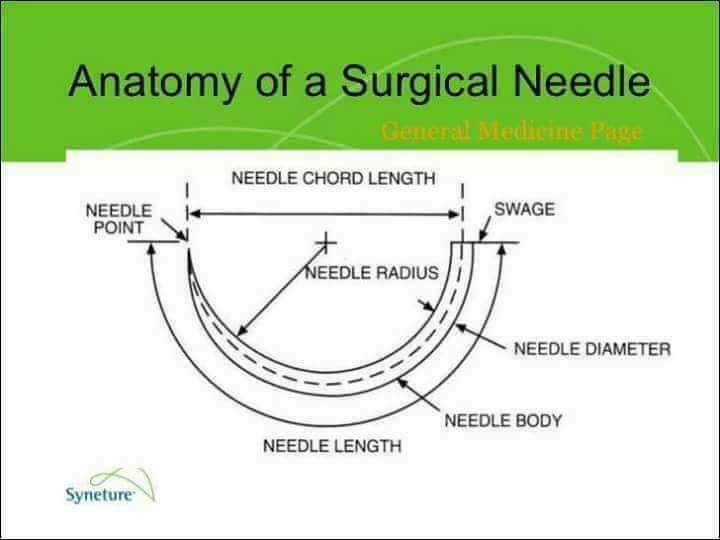 Anatomy of a Surgical Needle
General Medicine Page
NEEDLE CHORD LENGTH
NEEDLE
POINT
SWAGE
NEEDLE RADIUS
NEEDLE DIAMETER
NEEDLE BODY
NEEDLE LENGTH
Syneture